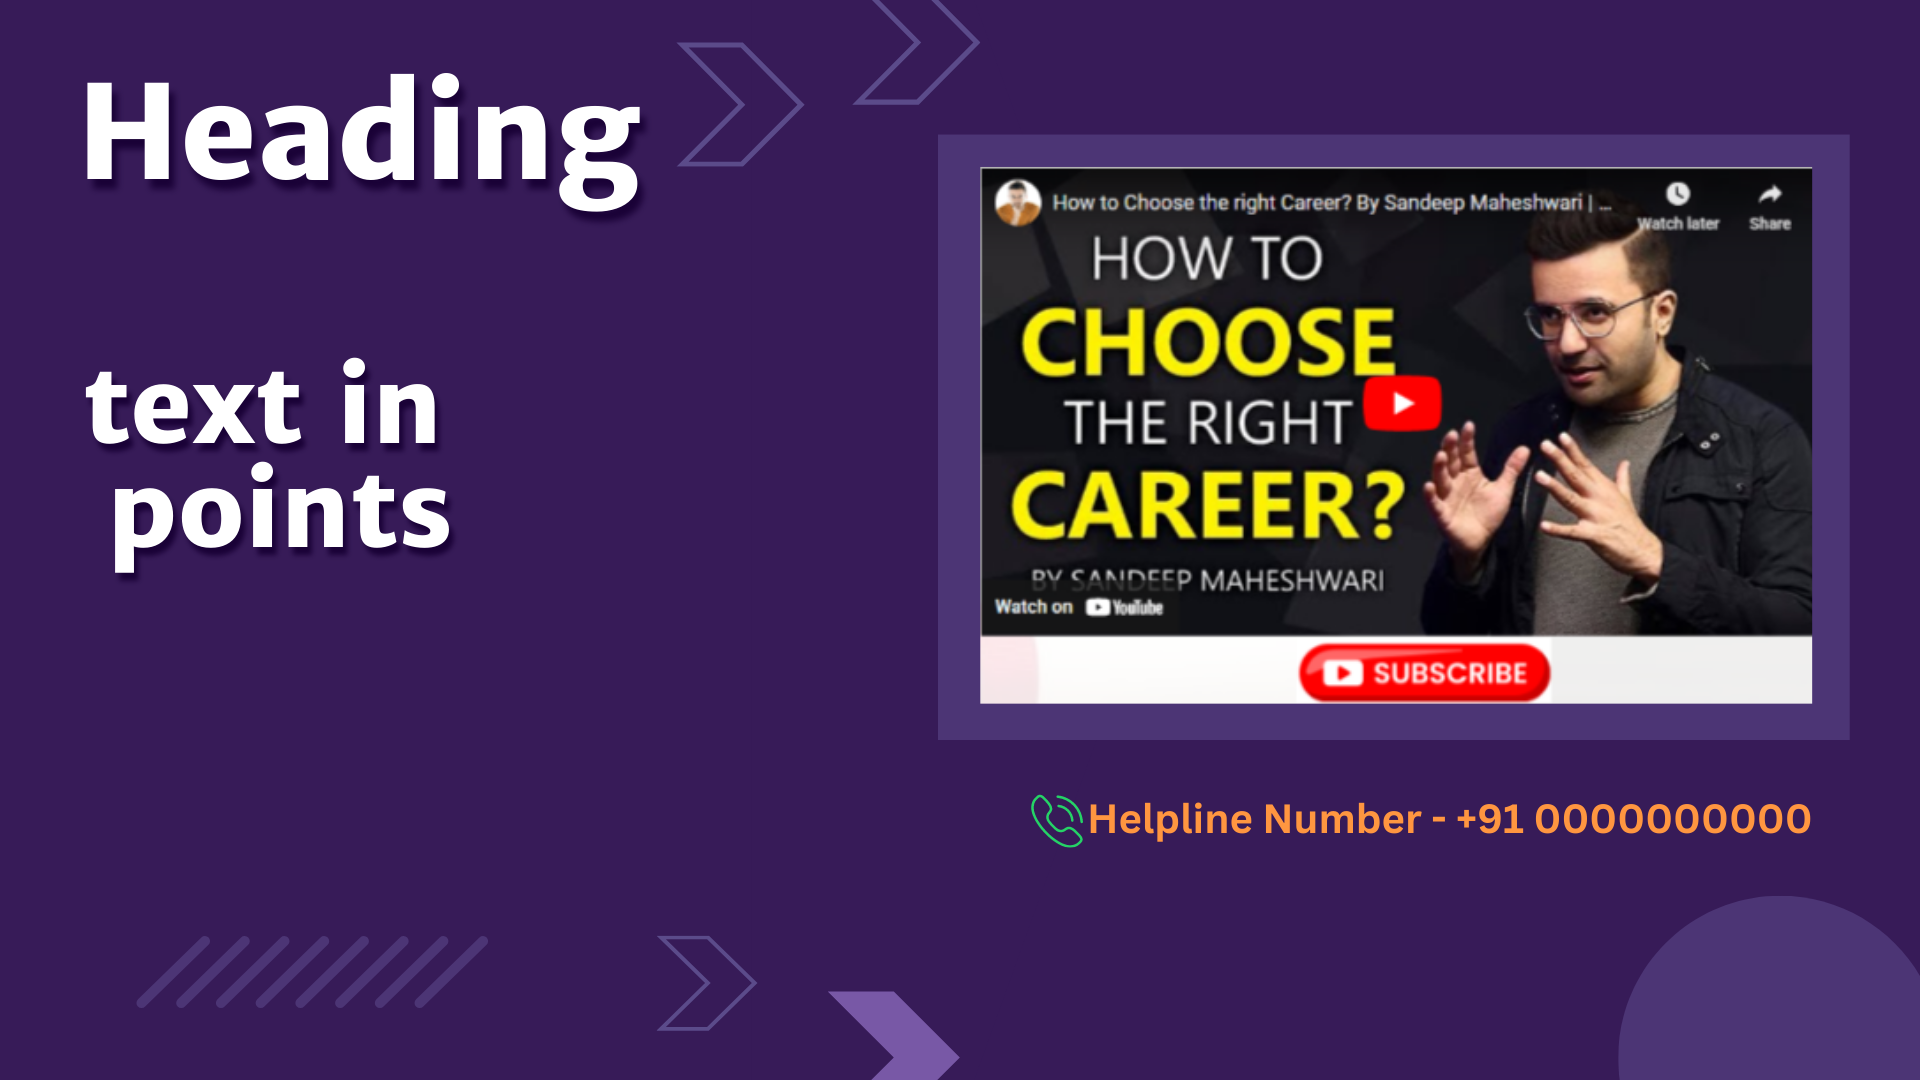 Heading
text in
points
How to Choose the right Career? By Sandeep Maheshwari | ...
Watch later
Share
HOW TO
CHOOSE
THE RIGHT
CAREER?
BY SANDEEP MAHESHWARI
Watch on YouTube
SUBSCRIBE
Helpline Number - +91 0000000000